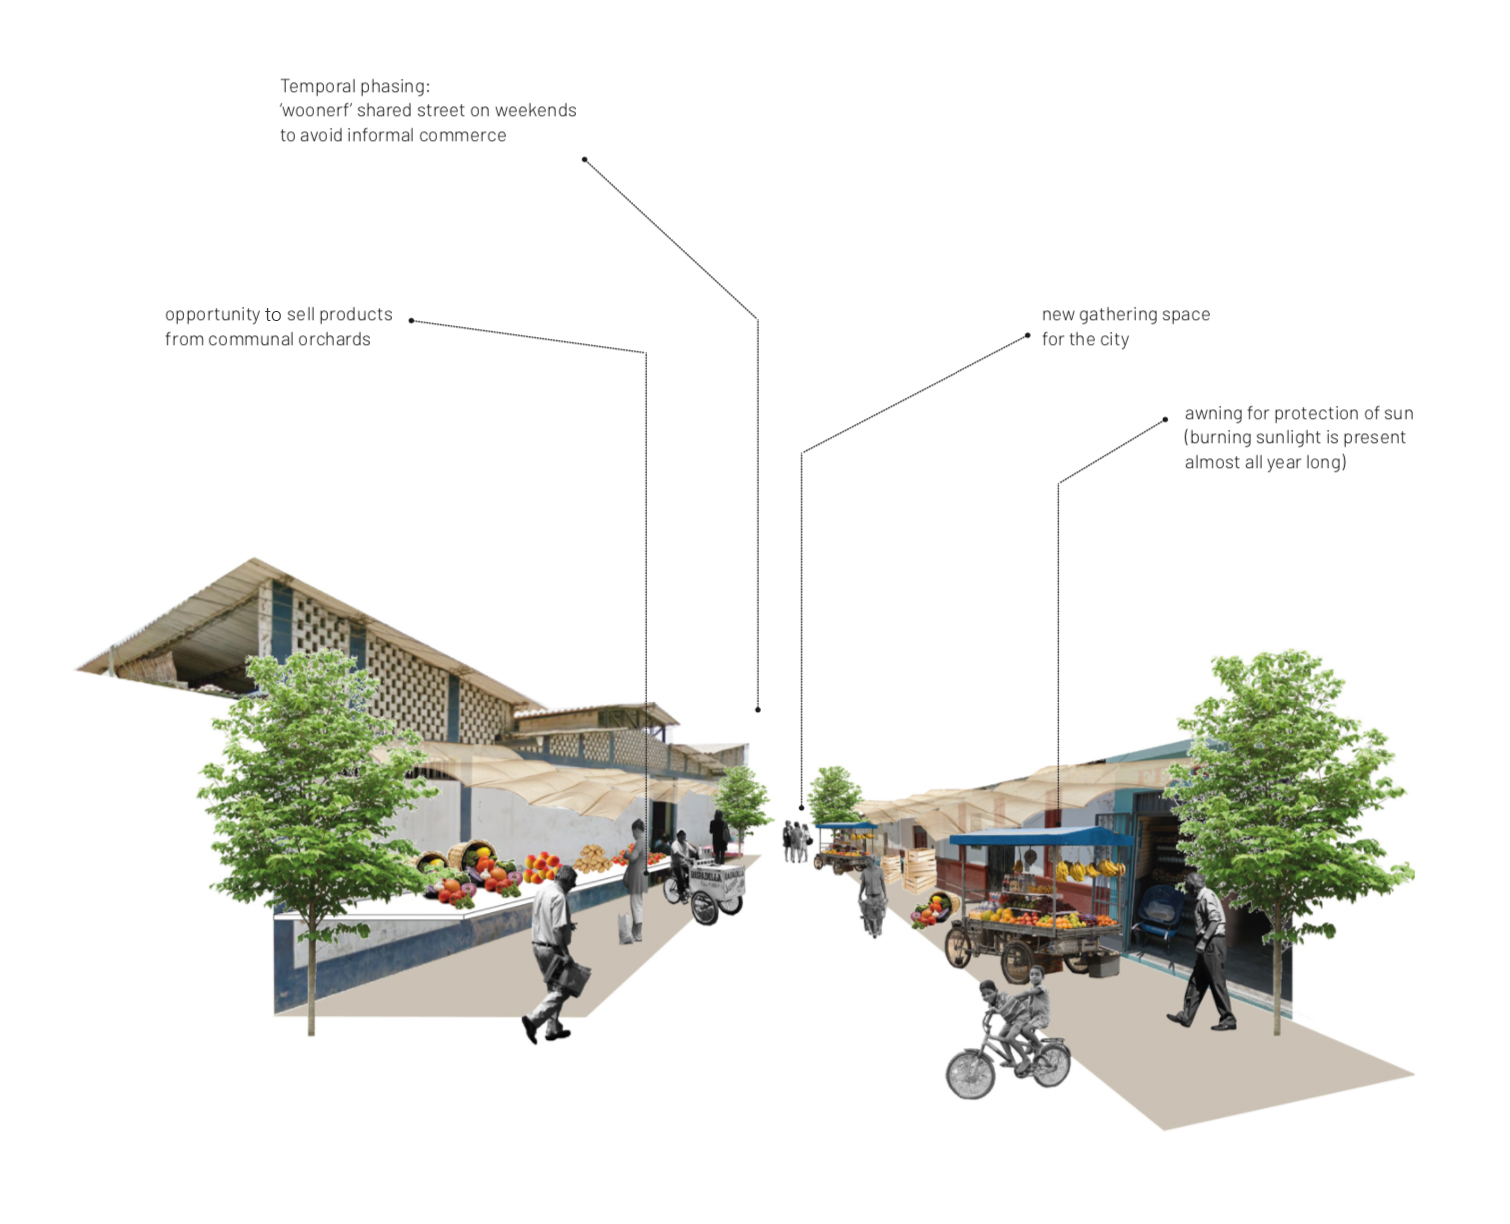 Temporal phasing:
'woonerf' shared street on weekends
to avoid informal commerce
opportunity to sell products
from communal orchards
new gathering space
for the city
awning for protection of sun
(burning sunlight is present
almost all year long)